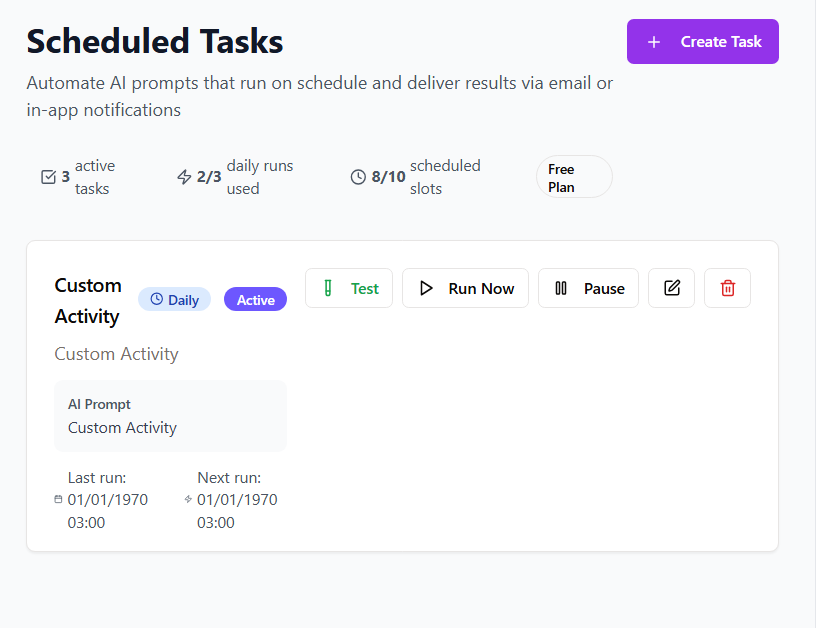 Scheduled Tasks
Create Task
Automate AI prompts that run on schedule and deliver results via email or
in-app notifications
3 active
tasks
2/3 daily runs
used
8/10 scheduled
slots
Free
Plan
Custom
Activity
Daily
Active
Test
Run Now
Pause
Custom Activity
AI Prompt
Custom Activity
Last run:
01/01/1970
03:00
Next run:
01/01/1970
03:00